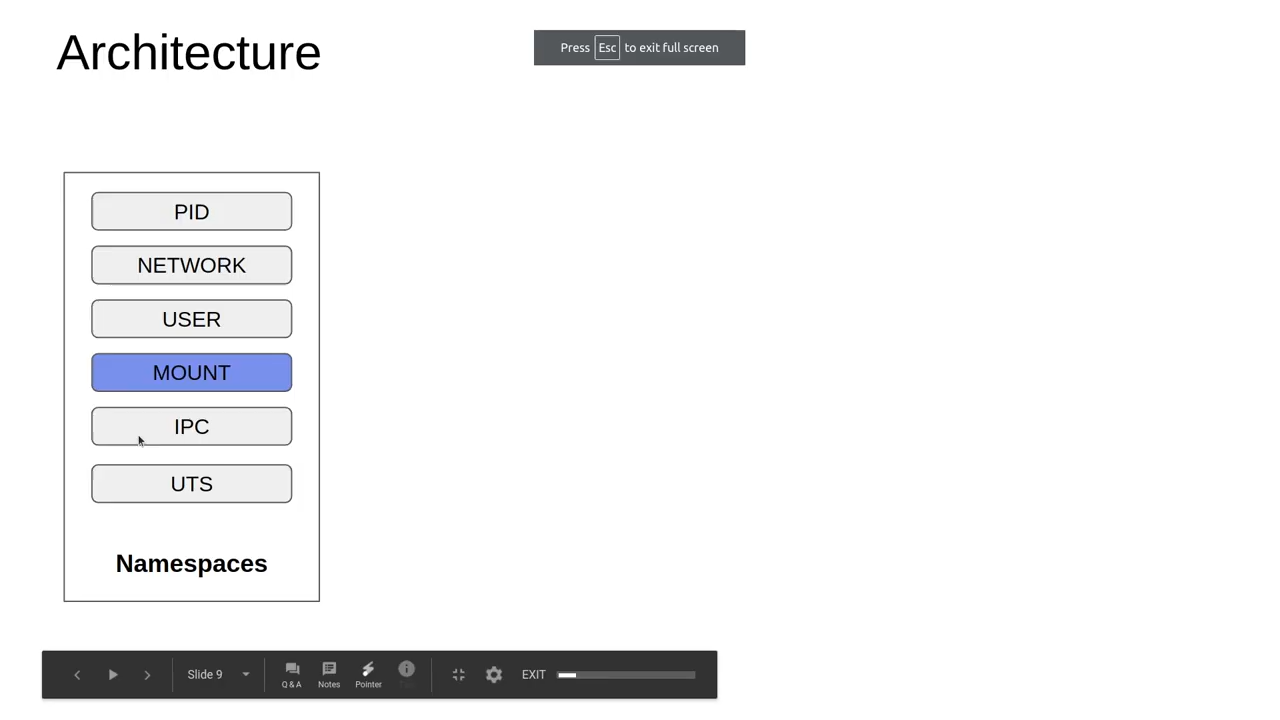 Architecture
Press Esc to exit full screen
PID
NETWORK
USER
MOUNT
IPC
UTS
Namespaces
Slide 9
Q & A
Notes
Pointer
EXIT